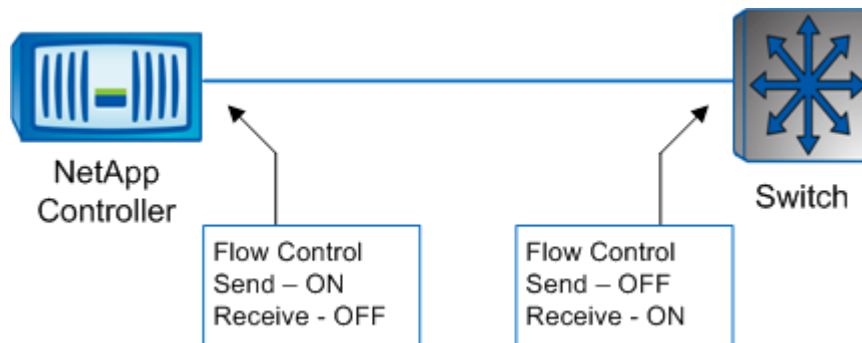 NetApp
Controller
Switch
Flow Control
Send – ON
Receive - OFF
Flow Control
Send – OFF
Receive - ON